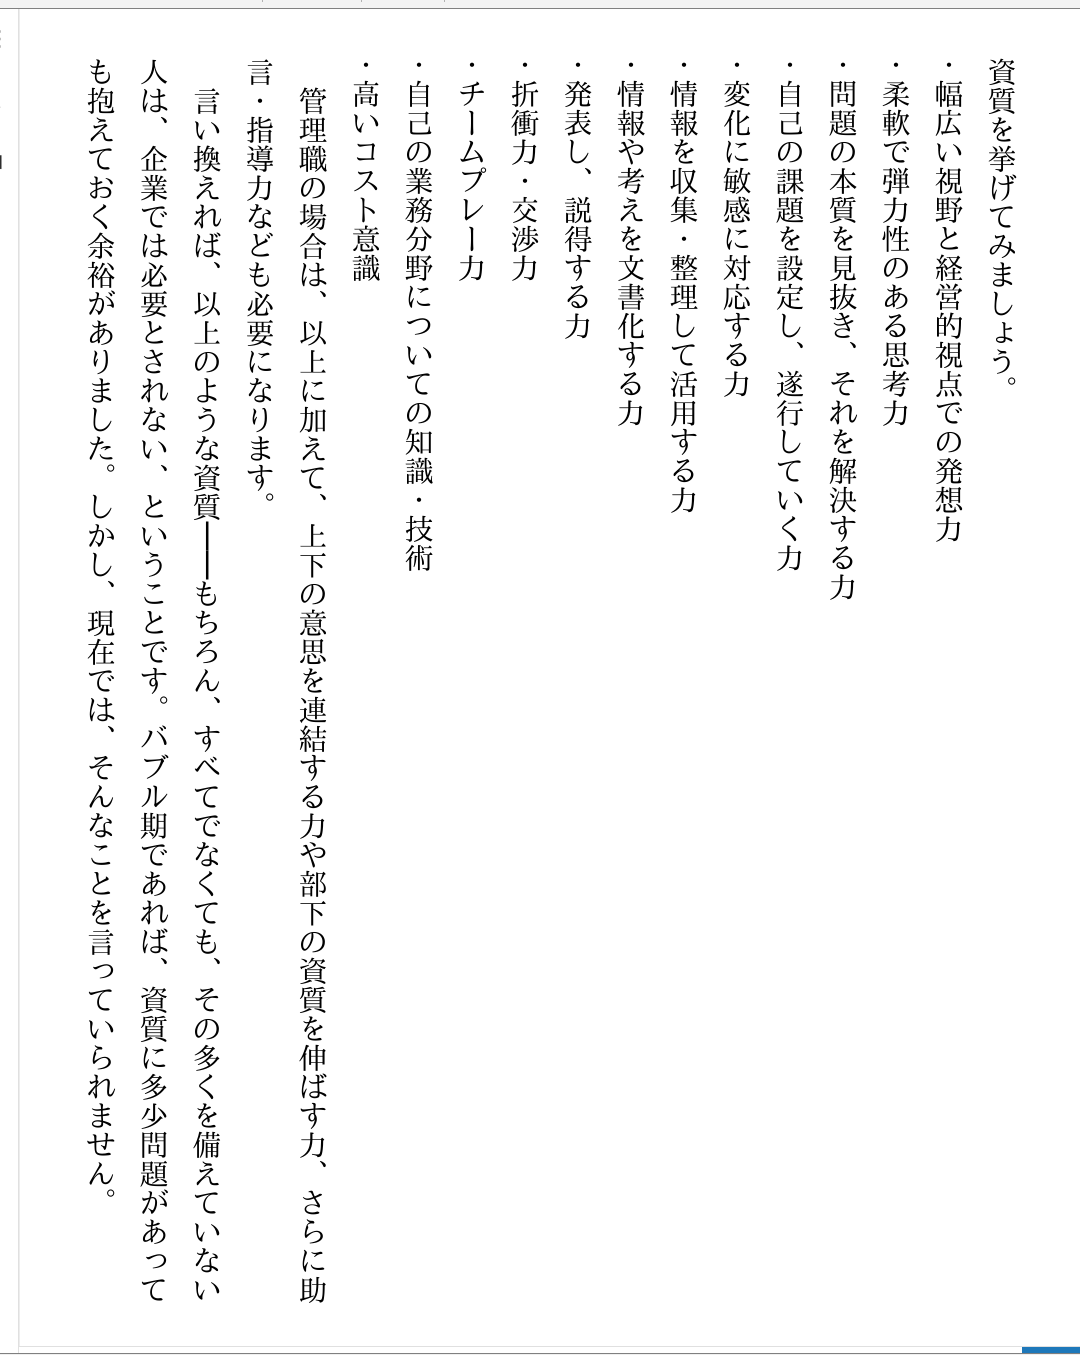 資質を挙げてみましょう。
・幅広い視野と経営的視点での発想力
・柔軟で弾力性のある思考力
・問題の本質を見抜き、それを解決する力
・自己の課題を設定し、遂行していく力
・変化に敏感に対応する力
・情報を収集・整理して活用する力
・情報や考えを文書化する力
・発表し、説得する力
・折衝力・交渉力
・チームプレー力
・自己の業務分野についての知識・技術
・高いコスト意識
管理職の場合は、以上に加えて、上下の意思を連結する力や部下の資質を伸ばす力、さらに助
言・指導力なども必要になります。
言い換えれば、以上のような資質――もちろん、すべてでなくても、その多くを備えていない
人は、企業では必要とされない、ということです。バブル期であれば、資質に多少問題があって
も抱えておく余裕がありました。しかし、現在では、そんなことを言っていられません。